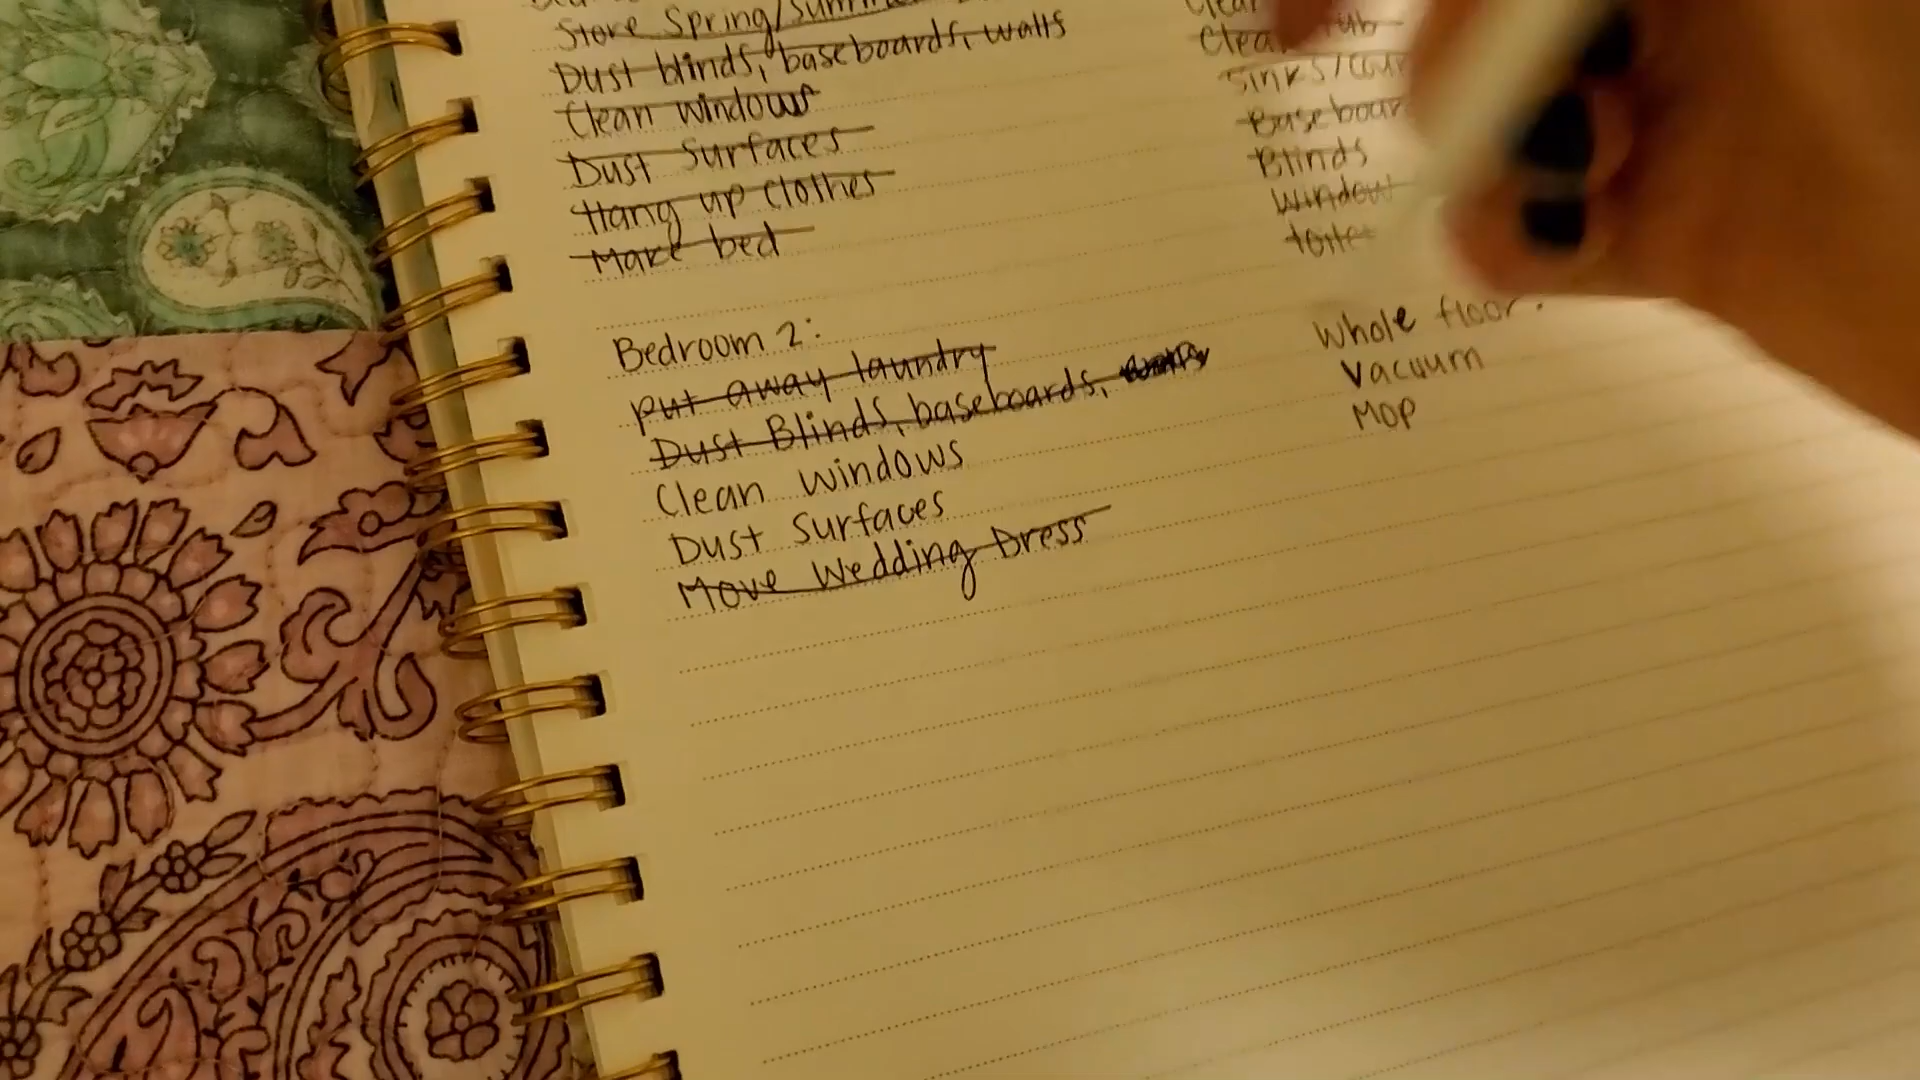 Store Spring/Summer
Dust blinds, baseboards, walls
Clean windows
Dust Surfaces
Hang up clothes
Make bed
Bedroom 2:
put away laundry
Dust Blinds, baseboards,
Clean windows
Dust Surfaces
Move Wedding Dress
Clean tub
Sinks/
Blinds
Whole floor:
Vacuum
Mop